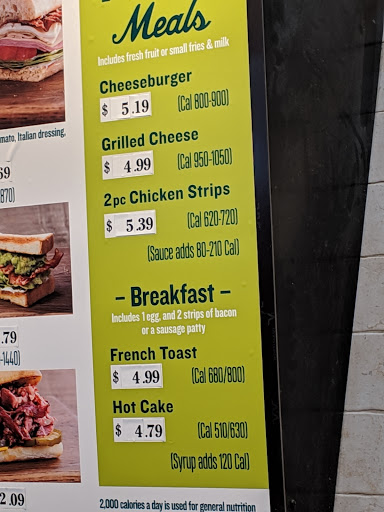 Meals
Includes fresh fruit or small fries & milk
Cheeseburger
$ 5.19 (Cal 800-900)
Grilled Cheese
$ 4.99 (Cal 950-1050)
2pc Chicken Strips
$ 5.39 (Cal 620-720)
(Sauce adds 80-210 Cal)
– Breakfast –
Includes 1 egg, and 2 strips of bacon
or a sausage patty
French Toast
$ 4.99 (Cal 680/800)
Hot Cake
$ 4.79 (Cal 510/630)
(Syrup adds 120 Cal)
2,000 calories a day is used for general nutrition
mato, Italian dressing.
69
870)
.79
-1440)
2.09